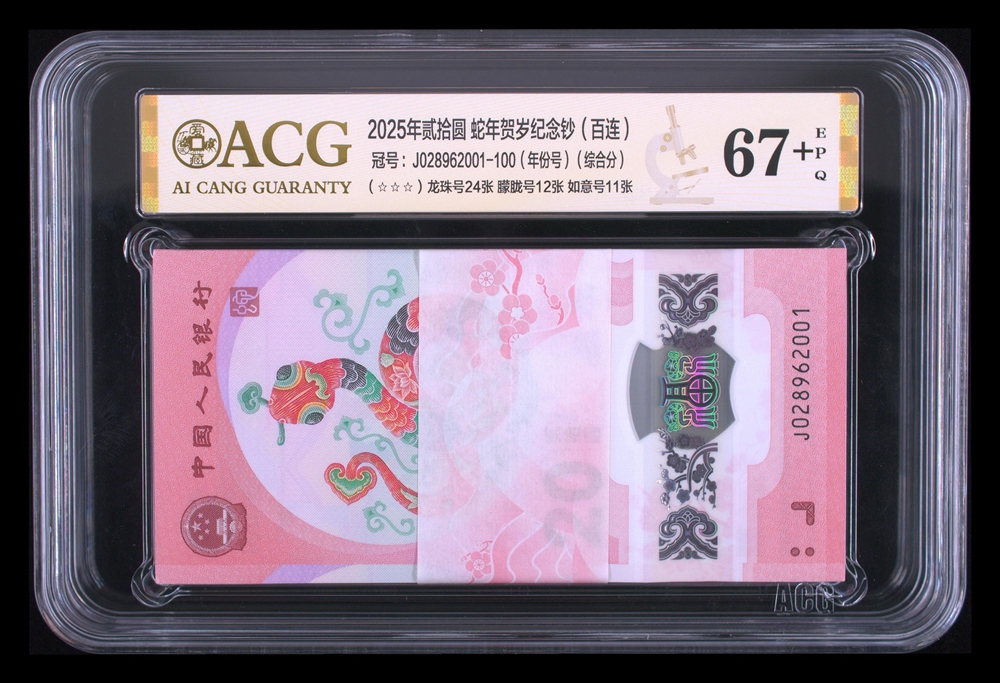 ACG
AI CANG GUARANTY
2025年贰拾圆 蛇年贺岁纪念钞（百连）
冠号：J028962001-100（年份号）（综合分）
（☆☆☆）龙珠号24张 朦胧号12张 如意号11张
67+
EPQ
中国人民银行
J028962001
ACG